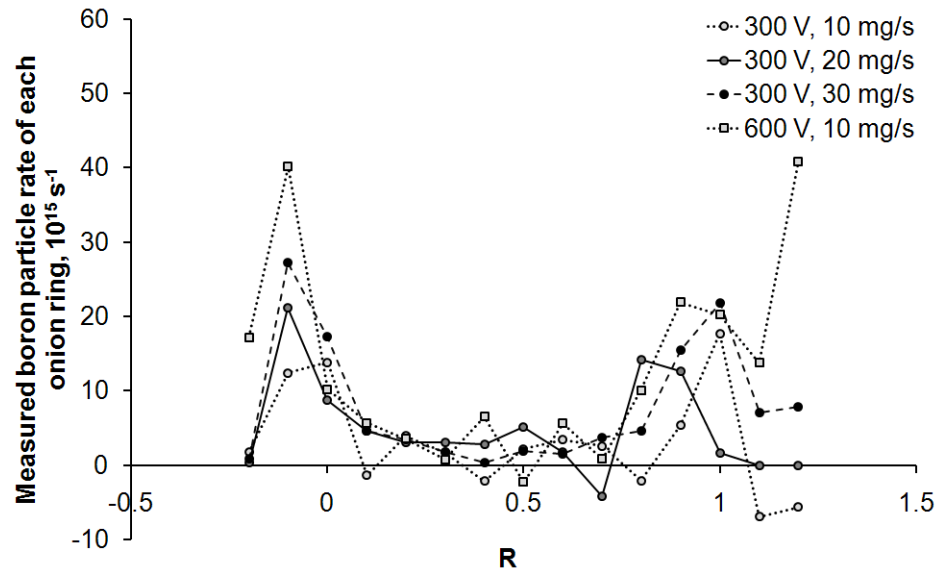 Measured boron particle rate of each
onion ring, 10¹⁵ s⁻¹
60
50
40
30
20
10
0
-10
-0.5
0
0.5
1
1.5
R
300 V, 10 mg/s
300 V, 20 mg/s
300 V, 30 mg/s
600 V, 10 mg/s